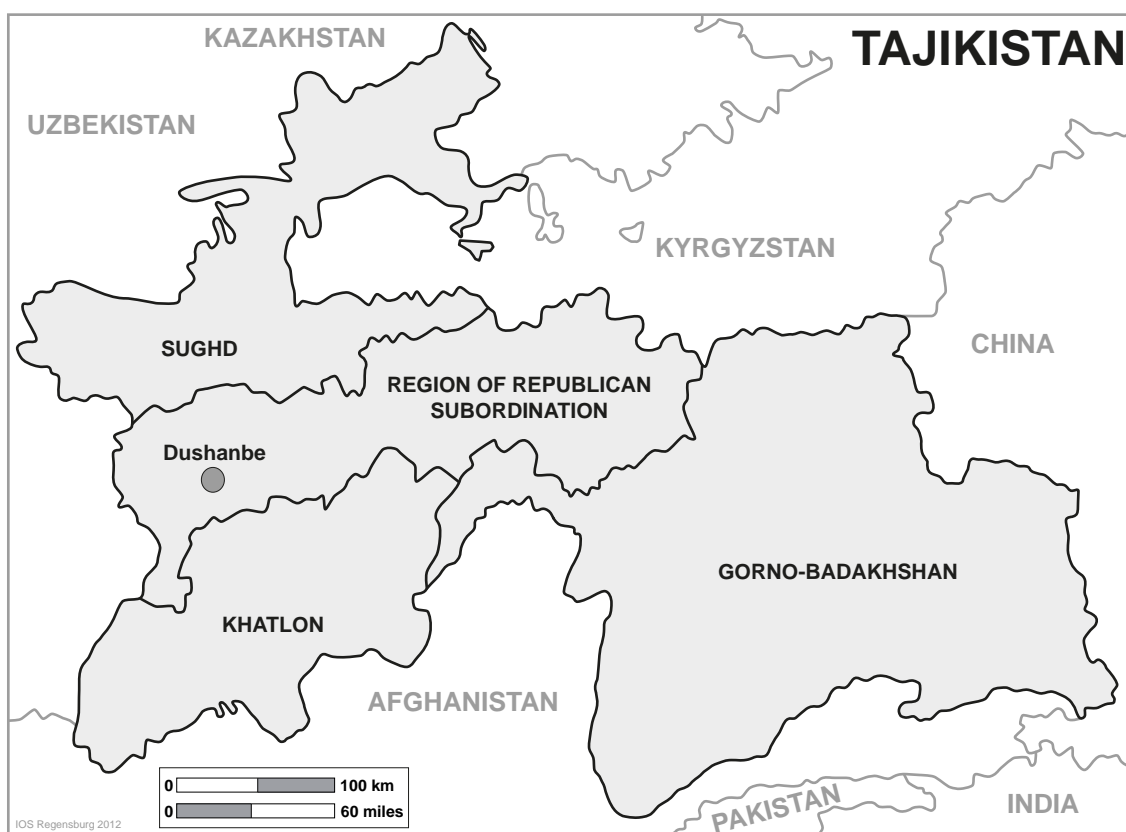 KAZAKHSTAN
TAJIKISTAN
UZBEKISTAN
KYRGYZSTAN
CHINA
SUGHD
REGION OF REPUBLICAN
SUBORDINATION
Dushanbe
GORNO-BADAKHSHAN
KHATLON
AFGHANISTAN
0 100 km
0 60 miles
PAKISTAN
INDIA
IOS Regensburg 2012